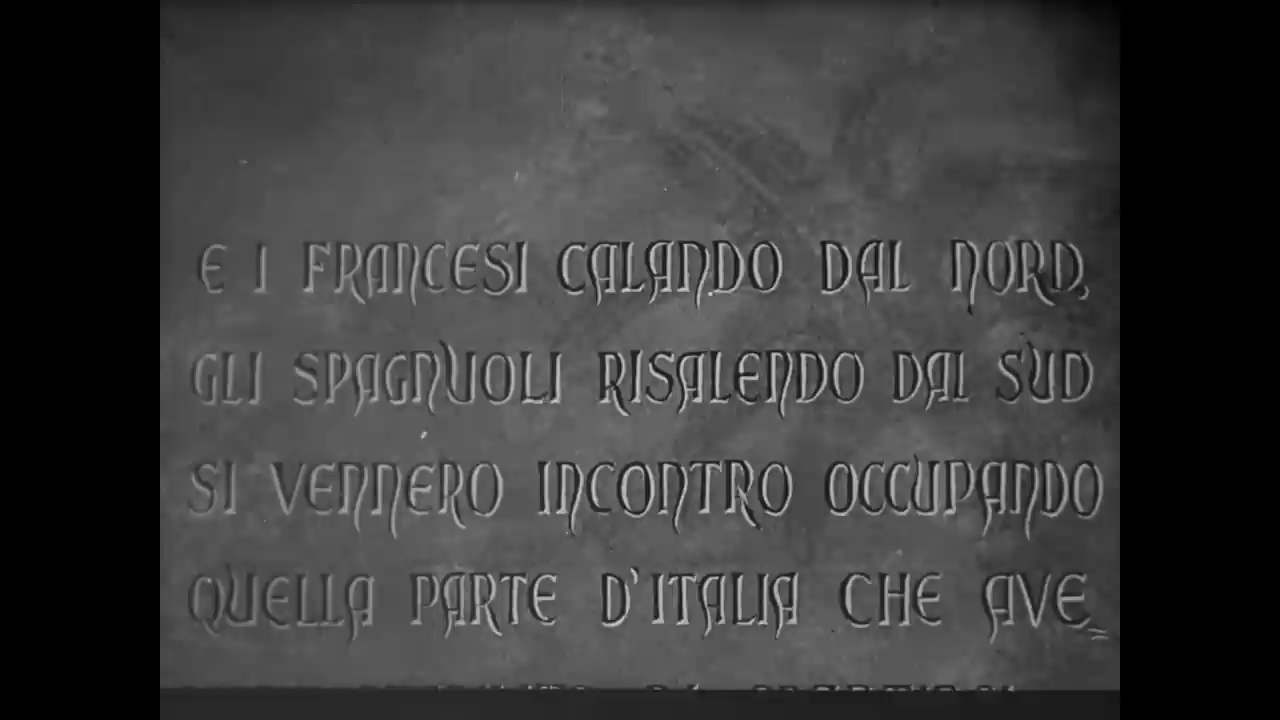 E I FRANCESI CALANDO DAL NORD,
GLI SPAGNUOLI RISALENDO DAL SUD
SI VENNERO INCONTRO OCCUPANDO
QUELLA PARTE D'ITALIA CHE AVE=